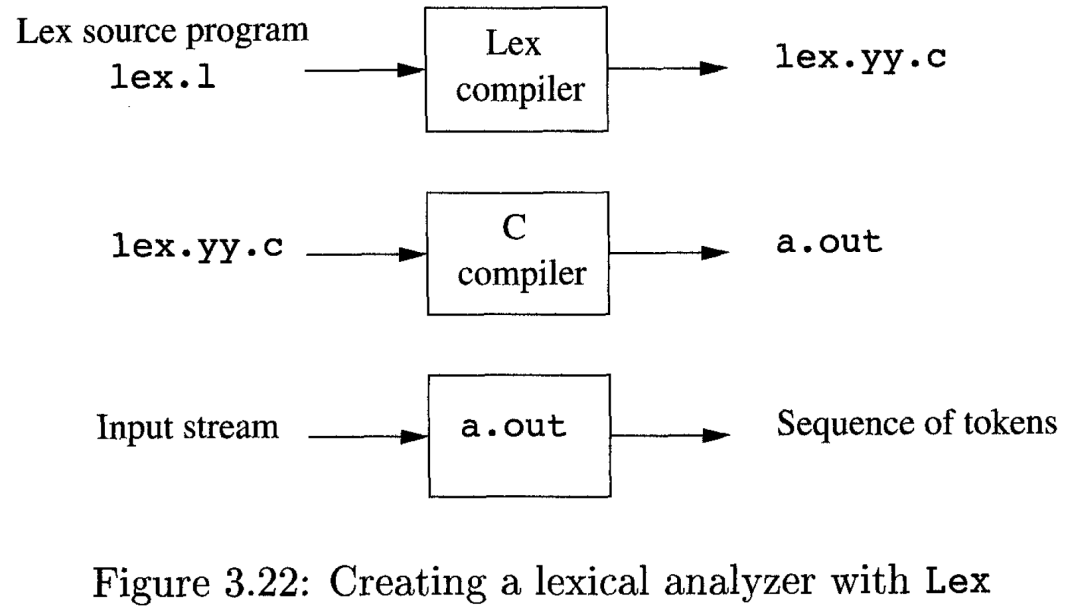 Lex source program
lex.l
Lex
compiler
lex.yy.c
lex.yy.c
C
compiler
a.out
Input stream
a.out
Sequence of tokens
Figure 3.22: Creating a lexical analyzer with Lex